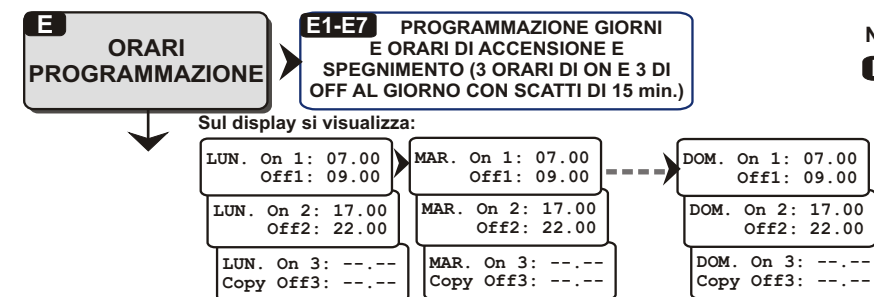 E
ORARI
PROGRAMMAZIONE
E1-E7 PROGRAMMAZIONE GIORNI
E ORARI DI ACCENSIONE E
SPEGNIMENTO (3 ORARI DI ON E 3 DI
OFF AL GIORNO CON SCATTI DI 15 min.)
Sul display si visualizza:
LUN. On 1: 07.00
Off1: 09.00
LUN. On 2: 17.00
Off2: 22.00
LUN. On 3: --.--
Copy Off3: --.--
MAR. On 1: 07.00
Off1: 09.00
MAR. On 2: 17.00
Off2: 22.00
MAR. On 3: --.--
Copy Off3: --.--
DOM. On 1: 07.00
Off1: 09.00
DOM. On 2: 17.00
Off2: 22.00
DOM. On 3: --.--
Copy Off3: --.--